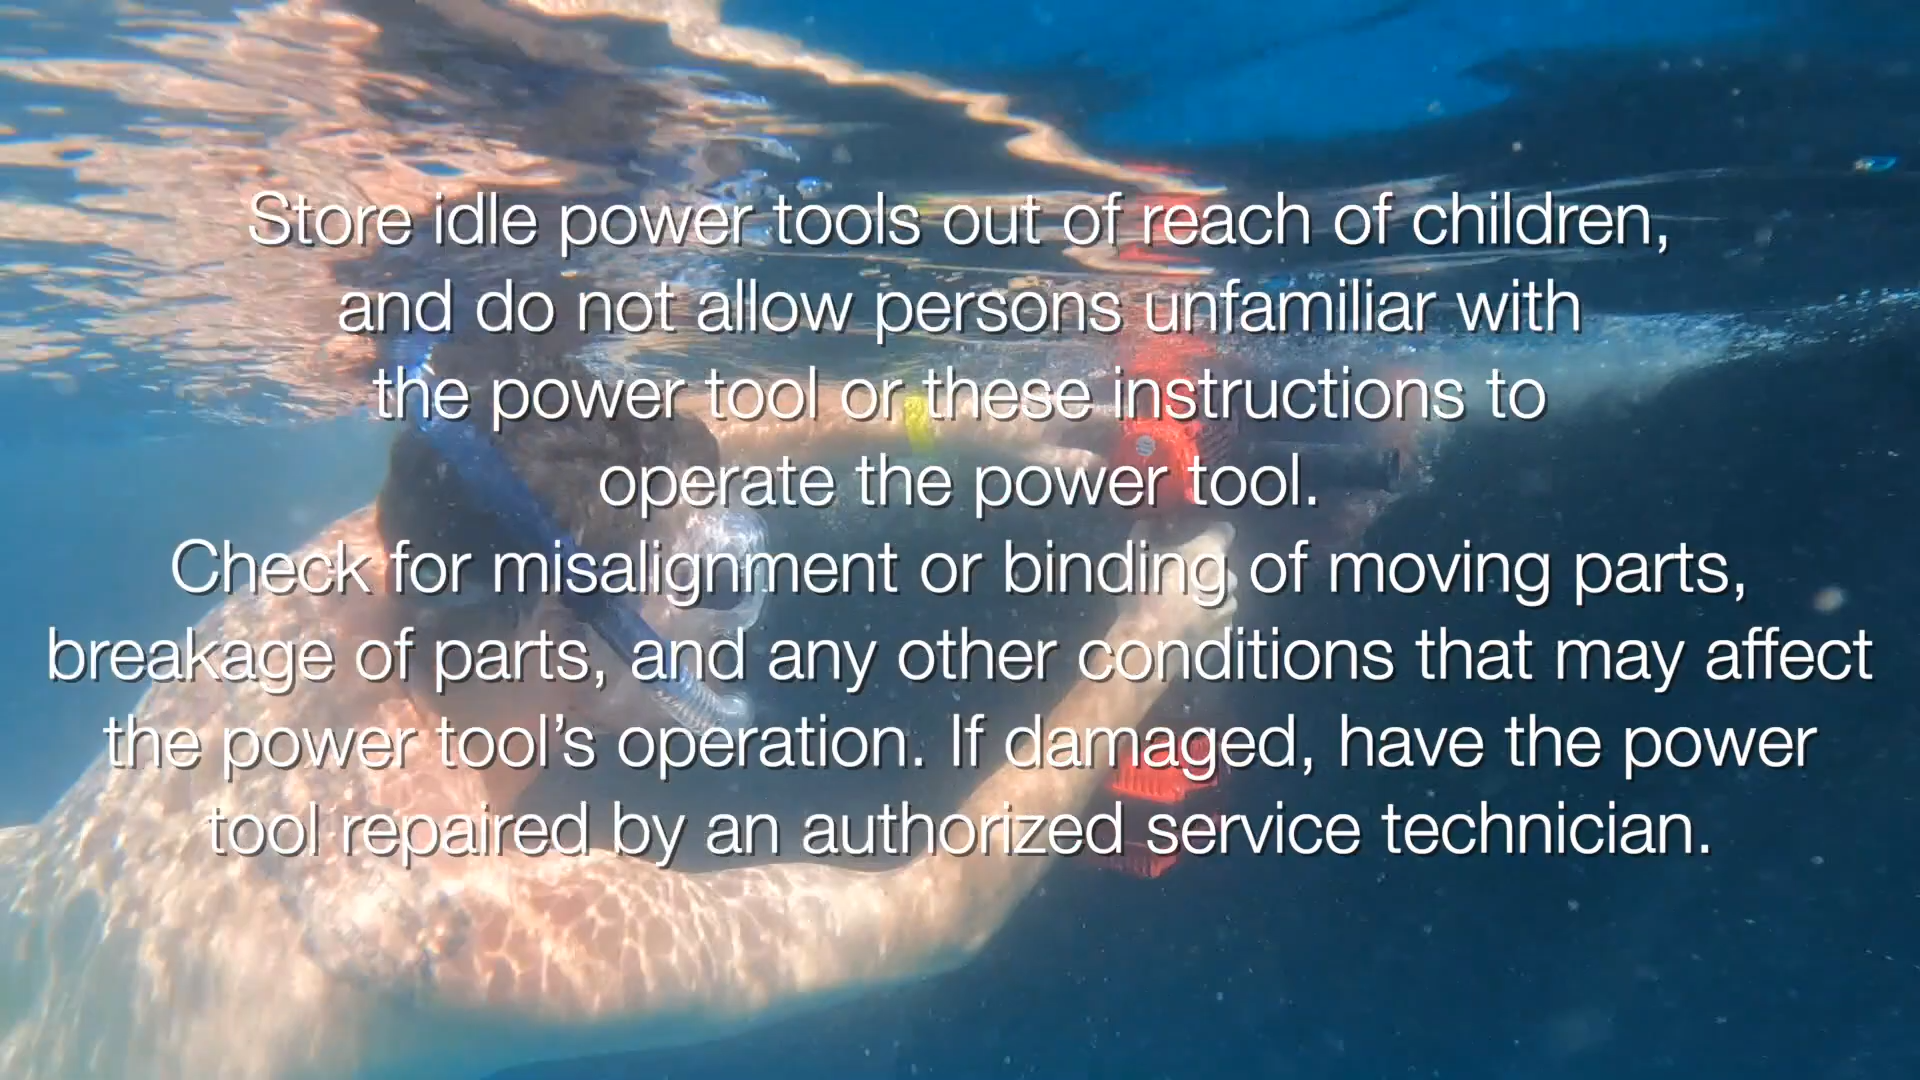 Store idle power tools out of reach of children,
and do not allow persons unfamiliar with
the power tool or these instructions to
operate the power tool.
Check for misalignment or binding of moving parts,
breakage of parts, and any other conditions that may affect
the power tool’s operation. If damaged, have the power
tool repaired by an authorized service technician.